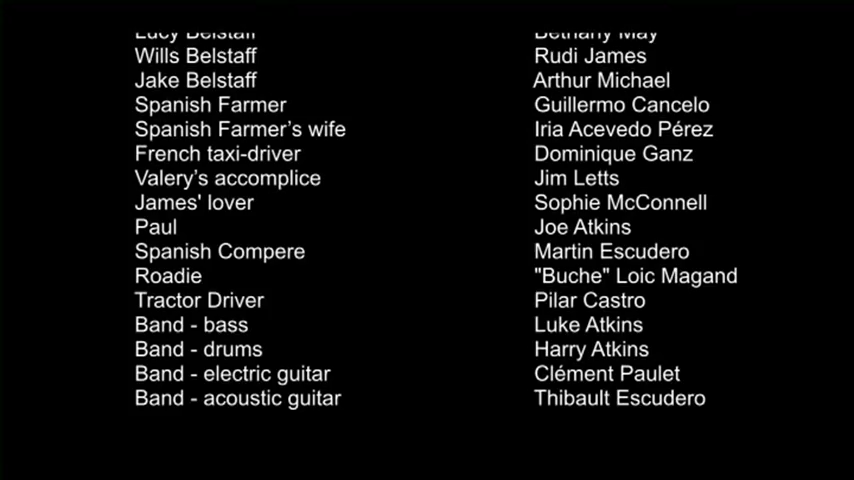 Lucy Belstaff Bethany May
Wills Belstaff Rudi James
Jake Belstaff Arthur Michael
Spanish Farmer Guillermo Cancelo
Spanish Farmer’s wife Iria Acevedo Pérez
French taxi-driver Dominique Ganz
Valery’s accomplice Jim Letts
James' lover Sophie McConnell
Paul Joe Atkins
Spanish Compere Martin Escudero
Roadie "Buche" Loic Magand
Tractor Driver Pilar Castro
Band - bass Luke Atkins
Band - drums Harry Atkins
Band - electric guitar Clément Paulet
Band - acoustic guitar Thibault Escudero